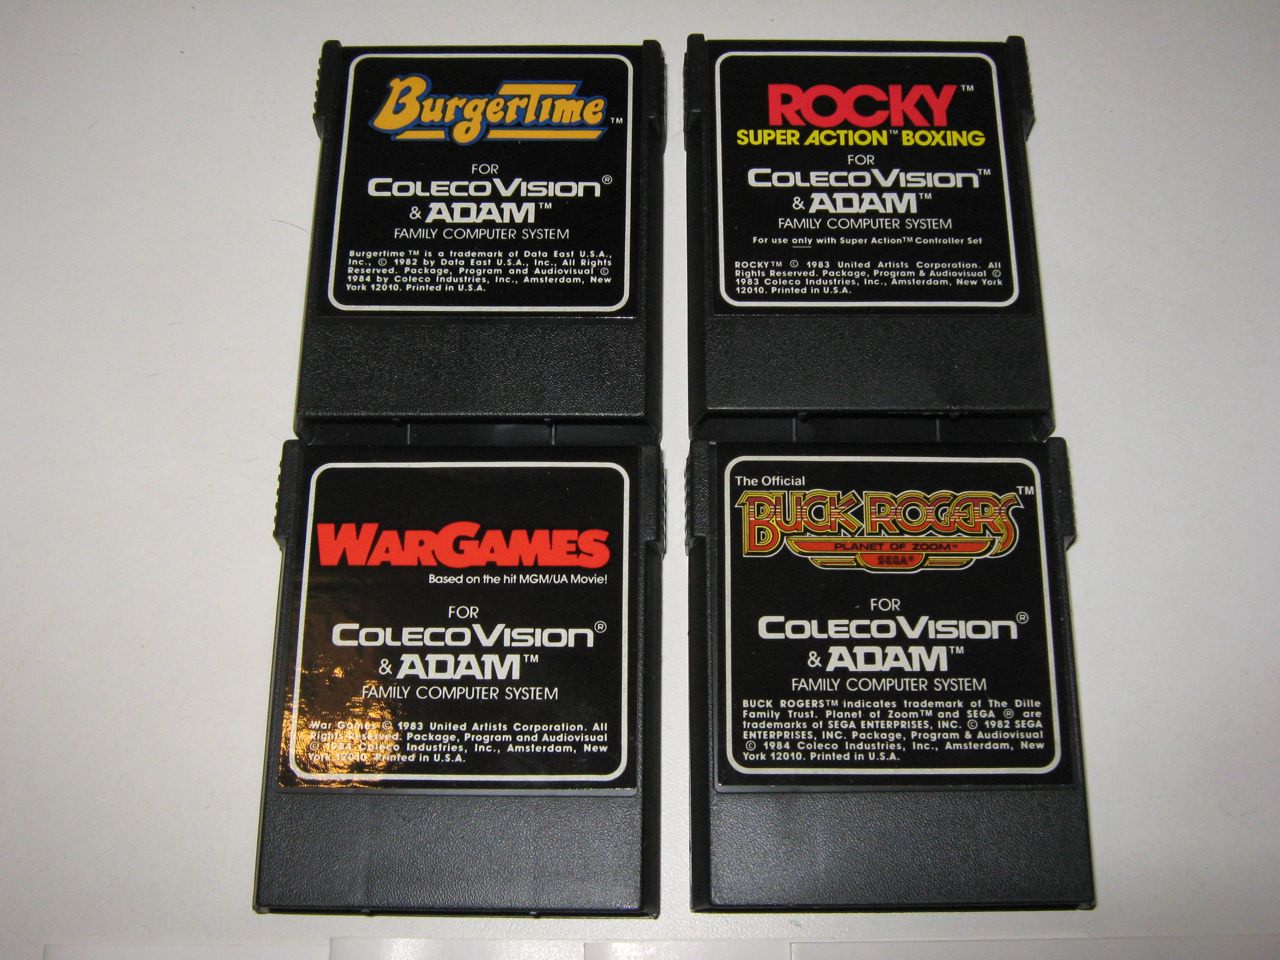 BurgerTime™
FOR
COLECOVISION®
& ADAM™
FAMILY COMPUTER SYSTEM
Burgertime™ is a trademark of Data East U.S.A.,
Inc., © 1982 by Data East U.S.A., Inc., All Rights
Reserved. Package, Program and Audiovisual ©
1984 by Coleco Industries, Inc., Amsterdam, New
York 12010. Printed in U.S.A.
ROCKY™
SUPER ACTION™ BOXING
FOR
COLECOVISION™
& ADAM™
FAMILY COMPUTER SYSTEM
For use only with Super Action™ Controller Set
ROCKY™ © 1983 United Artists Corporation. All
Rights Reserved. Package, Program & Audiovisual ©
1983 Coleco Industries, Inc., Amsterdam, New York
12010. Printed in U.S.A.
WARGAMES
Based on the hit MGM/UA Movie!
FOR
COLECOVISION®
& ADAM™
FAMILY COMPUTER SYSTEM
War Games © 1983 United Artists Corporation. All
Rights Reserved. Package, Program and Audiovisual
© 1984 Coleco Industries, Inc., Amsterdam, New
York 12010. Printed in U.S.A.
The Official
BUCK ROGERS™
PLANET OF ZOOM™
SEGA®
FOR
COLECOVISION®
& ADAM™
FAMILY COMPUTER SYSTEM
BUCK ROGERS™ indicates trademark of The Dille
Family Trust. Planet of Zoom™ and SEGA ® are
trademarks of SEGA ENTERPRISES, INC. © 1982 SEGA
ENTERPRISES, INC. Package, Program & Audiovisual
© 1984 Coleco Industries, Inc., Amsterdam, New
York 12010. Printed in U.S.A.